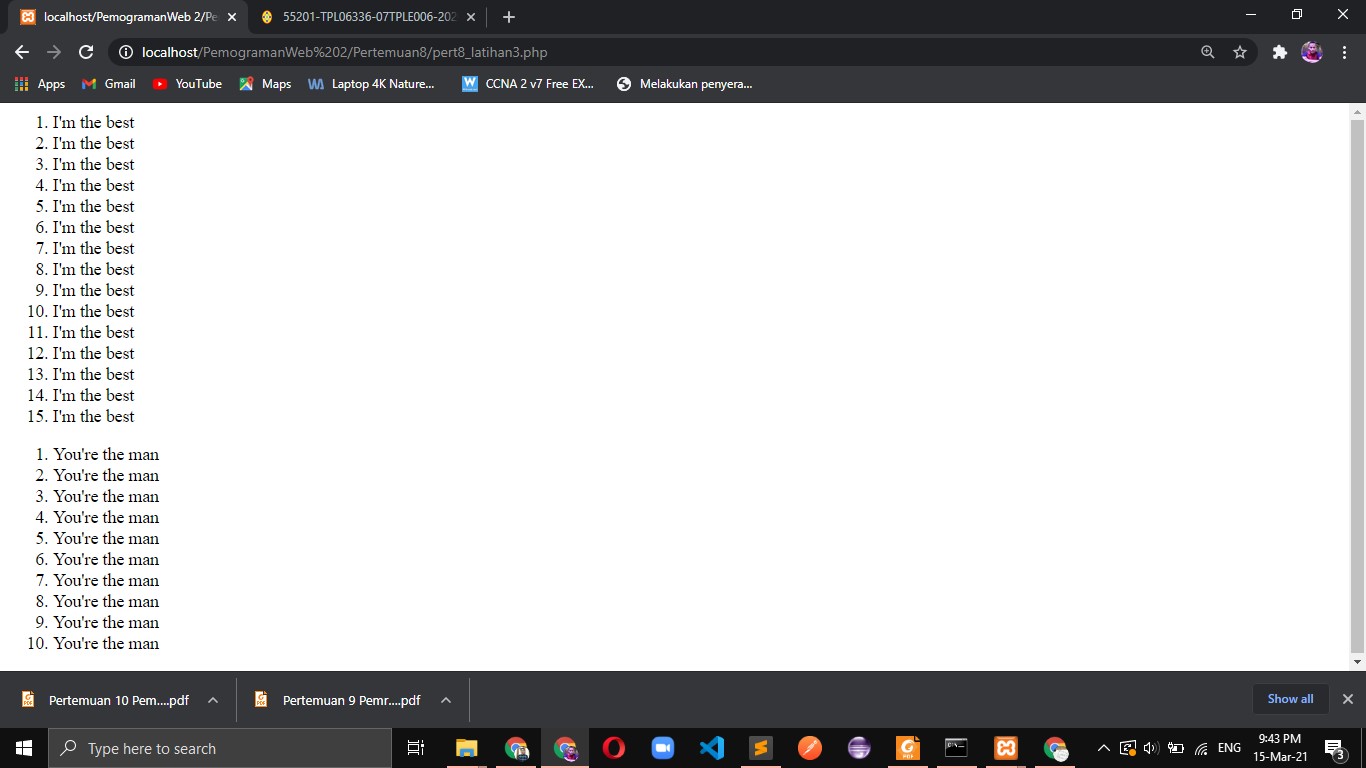 localhost/PemogramanWeb 2/Pe
55201-TPL06336-07TPLE006-202
localhost/PemogramanWeb%202/Pertemuan8/pert8_latihan3.php
Apps Gmail YouTube Maps Laptop 4K Nature... CCNA 2 v7 Free EX... Melakukan penyera...
1. I'm the best
2. I'm the best
3. I'm the best
4. I'm the best
5. I'm the best
6. I'm the best
7. I'm the best
8. I'm the best
9. I'm the best
10. I'm the best
11. I'm the best
12. I'm the best
13. I'm the best
14. I'm the best
15. I'm the best
1. You're the man
2. You're the man
3. You're the man
4. You're the man
5. You're the man
6. You're the man
7. You're the man
8. You're the man
9. You're the man
10. You're the man
Pertemuan 10 Pem....pdf
Pertemuan 9 Pemr....pdf
Show all
Type here to search
ENG
9:43 PM
15-Mar-21
3